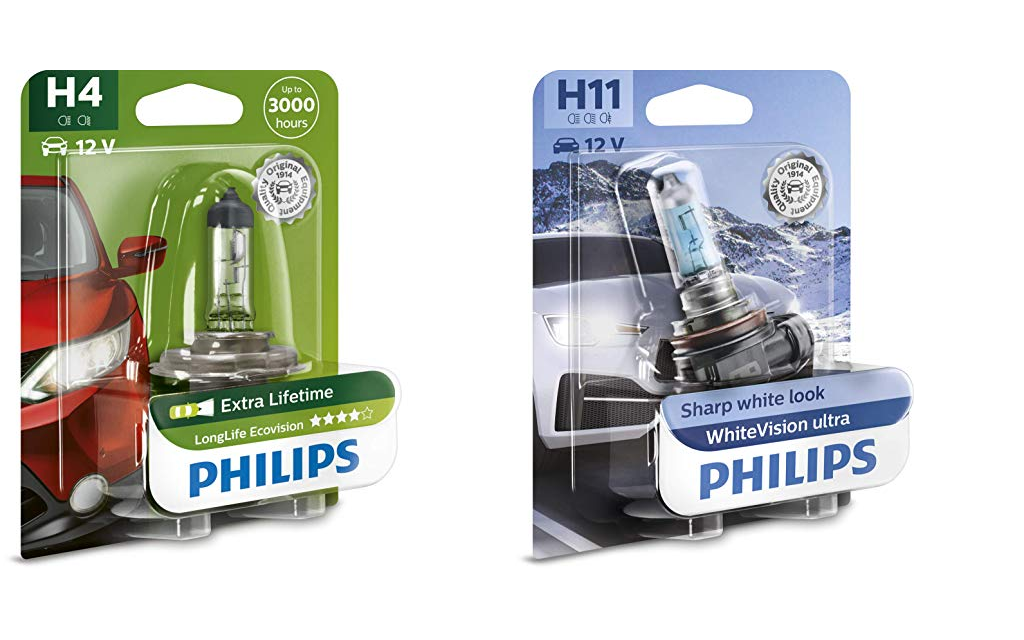 H4
12 V
Up to
3000
hours
Quality Original Equipment
1914
Extra Lifetime
LongLife Ecovision
PHILIPS
H11
12 V
Quality Original Equipment
1914
Sharp white look
WhiteVision ultra
PHILIPS